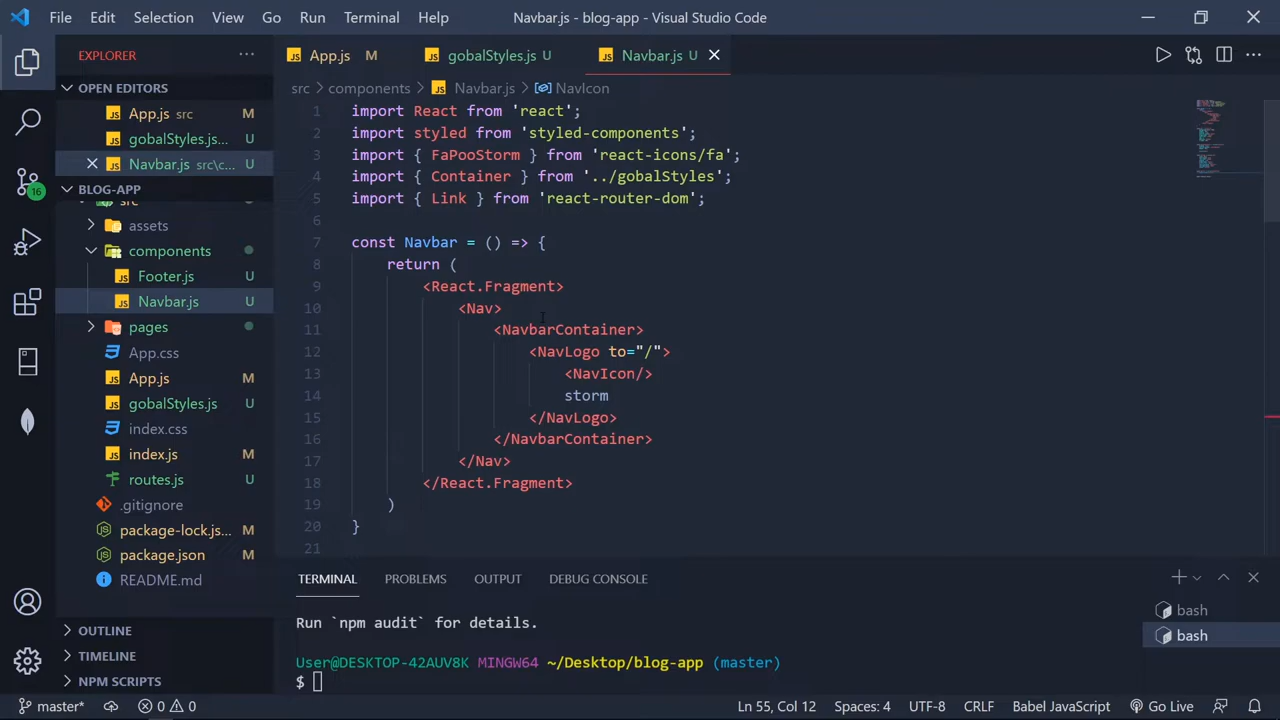 File Edit Selection View Go Run Terminal Help Navbar.js - blog-app - Visual Studio Code
EXPLORER
App.js M gobalStyles.js U Navbar.js U
OPEN EDITORS
App.js src M
gobalStyles.js... U
Navbar.js src\c... U
BLOG-APP
src
assets
components
Footer.js U
Navbar.js U
pages
App.css
App.js M
gobalStyles.js U
index.css
index.js M
routes.js U
.gitignore
package-lock.js... M
package.json M
README.md
OUTLINE
TIMELINE
NPM SCRIPTS
16
src > components > Navbar.js > NavIcon
1 import React from 'react';
2 import styled from 'styled-components';
3 import { FaPooStorm } from 'react-icons/fa';
4 import { Container } from '../gobalStyles';
5 import { Link } from 'react-router-dom';
6
7 const Navbar = () => {
8 return (
9 <React.Fragment>
10 <Nav>
11 <NavbarContainer>
12 <NavLogo to="/">
13 <NavIcon/>
14 storm
15 </NavLogo>
16 </NavbarContainer>
17 </Nav>
18 </React.Fragment>
19 )
20 }
21
TERMINAL PROBLEMS OUTPUT DEBUG CONSOLE
Run `npm audit` for details.
User@DESKTOP-42AUV8K MINGW64 ~/Desktop/blog-app (master)
$
bash
bash
master* 0 0 Ln 55, Col 12 Spaces: 4 UTF-8 CRLF Babel JavaScript Go Live